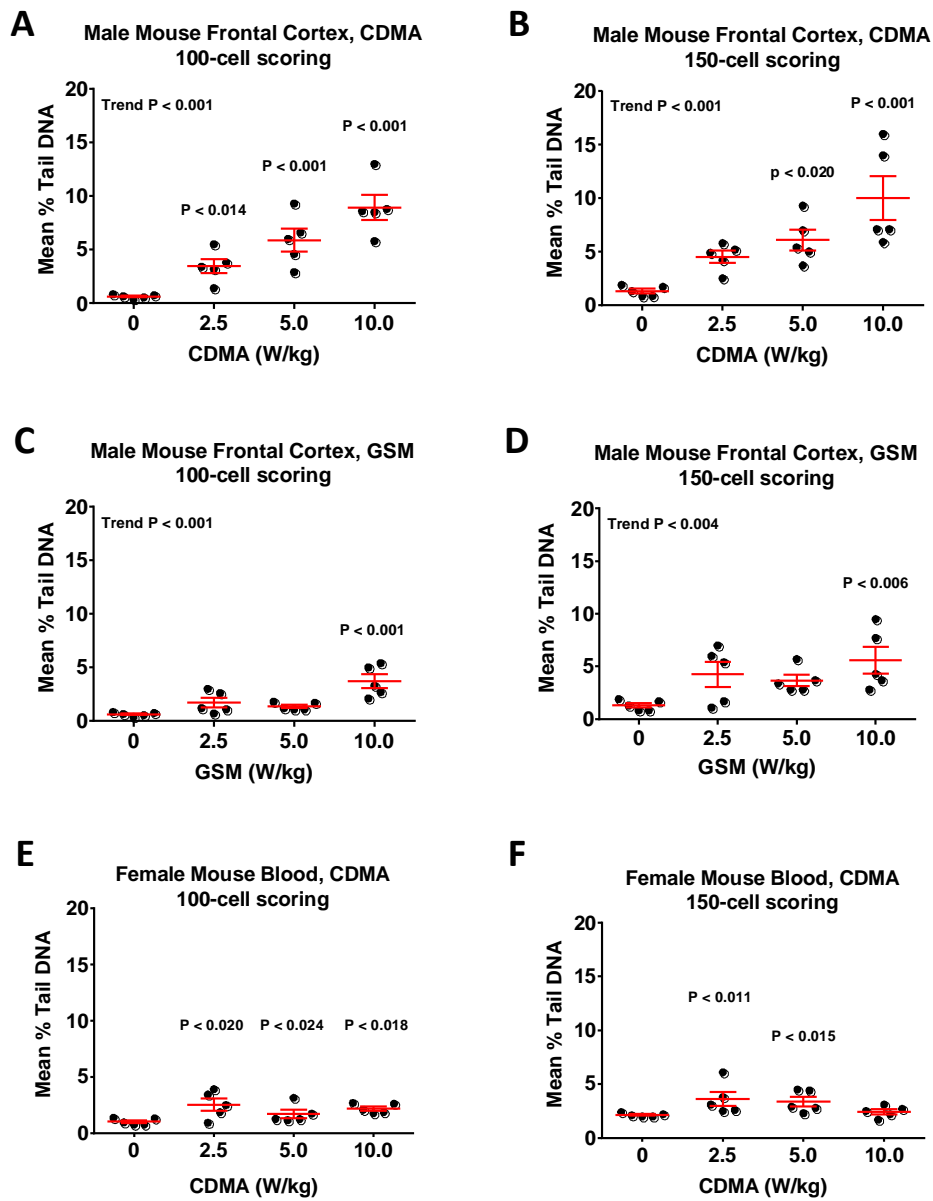 A
Male Mouse Frontal Cortex, CDMA
100-cell scoring
Mean % Tail DNA
20
15
10
5
0
Trend P < 0.001
P < 0.014
P < 0.001
P < 0.001
0 2.5 5.0 10.0
CDMA (W/kg)
B
Male Mouse Frontal Cortex, CDMA
150-cell scoring
Mean % Tail DNA
20
15
10
5
0
Trend P < 0.001
p < 0.020
P < 0.001
0 2.5 5.0 10.0
CDMA (W/kg)
C
Male Mouse Frontal Cortex, GSM
100-cell scoring
Mean % Tail DNA
20
15
10
5
0
Trend P < 0.001
P < 0.001
0 2.5 5.0 10.0
GSM (W/kg)
D
Male Mouse Frontal Cortex, GSM
150-cell scoring
Mean % Tail DNA
20
15
10
5
0
Trend P < 0.004
P < 0.006
0 2.5 5.0 10.0
GSM (W/kg)
E
Female Mouse Blood, CDMA
100-cell scoring
Mean % Tail DNA
20
15
10
5
0
P < 0.020
P < 0.024
P < 0.018
0 2.5 5.0 10.0
CDMA (W/kg)
F
Female Mouse Blood, CDMA
150-cell scoring
Mean % Tail DNA
20
15
10
5
0
P < 0.011
P < 0.015
0 2.5 5.0 10.0
CDMA (W/kg)